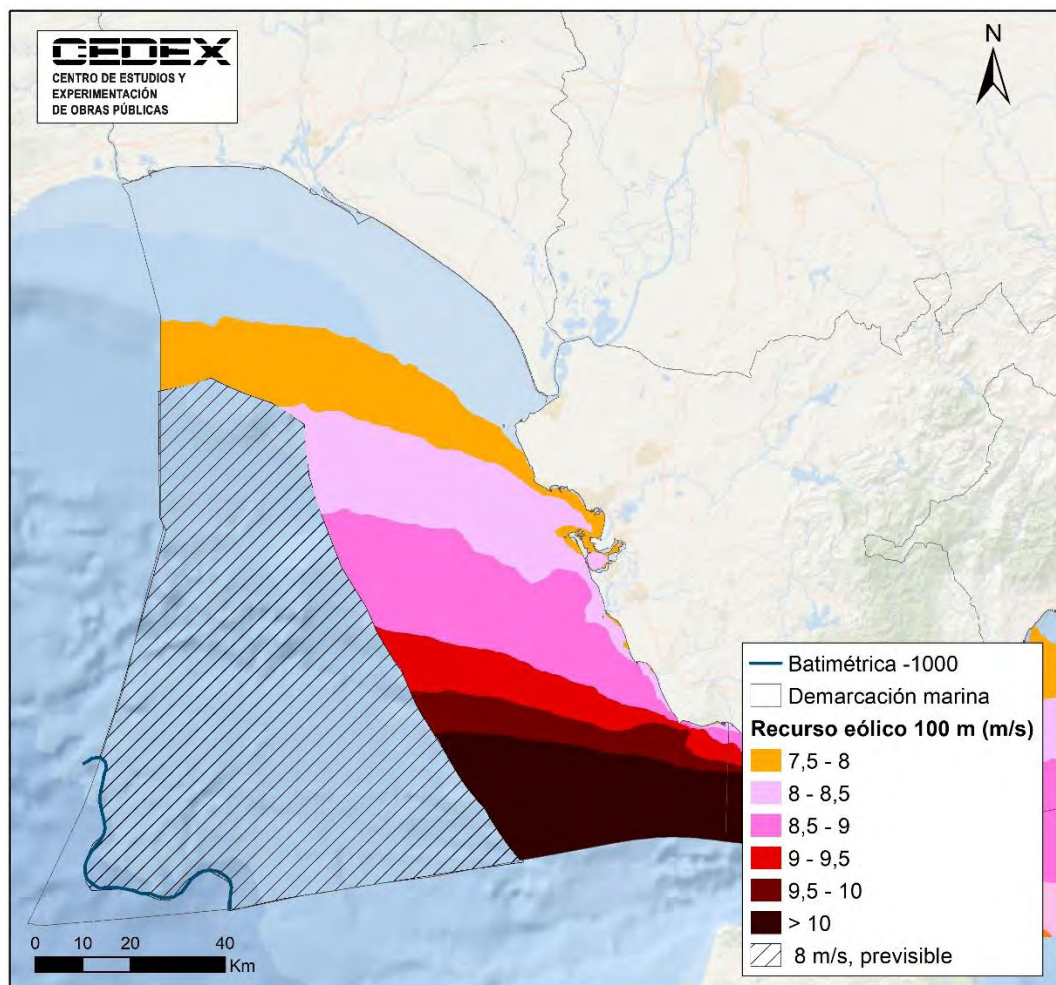 CEDEX
CENTRO DE ESTUDIOS Y
EXPERIMENTACIÓN
DE OBRAS PÚBLICAS
N
Batimétrica -1000
Demarcación marina
Recurso eólico 100 m (m/s)
7,5 - 8
8 - 8,5
8,5 - 9
9 - 9,5
9,5 - 10
> 10
8 m/s, previsible
0 10 20 40
Km